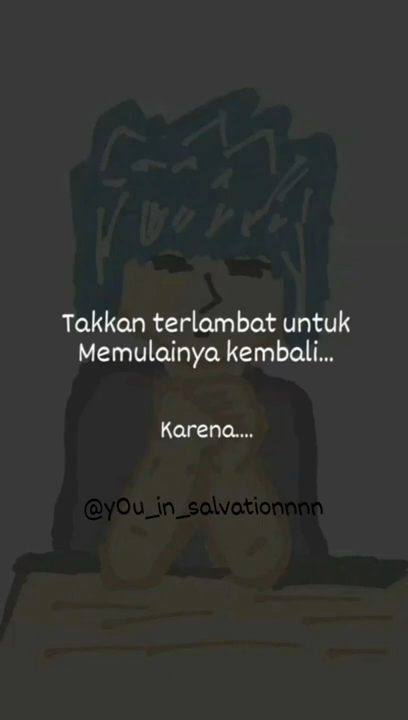 Takkan terlambat untuk
Memulainya kembali...
Karena....
@y0u_in_salvationnnn